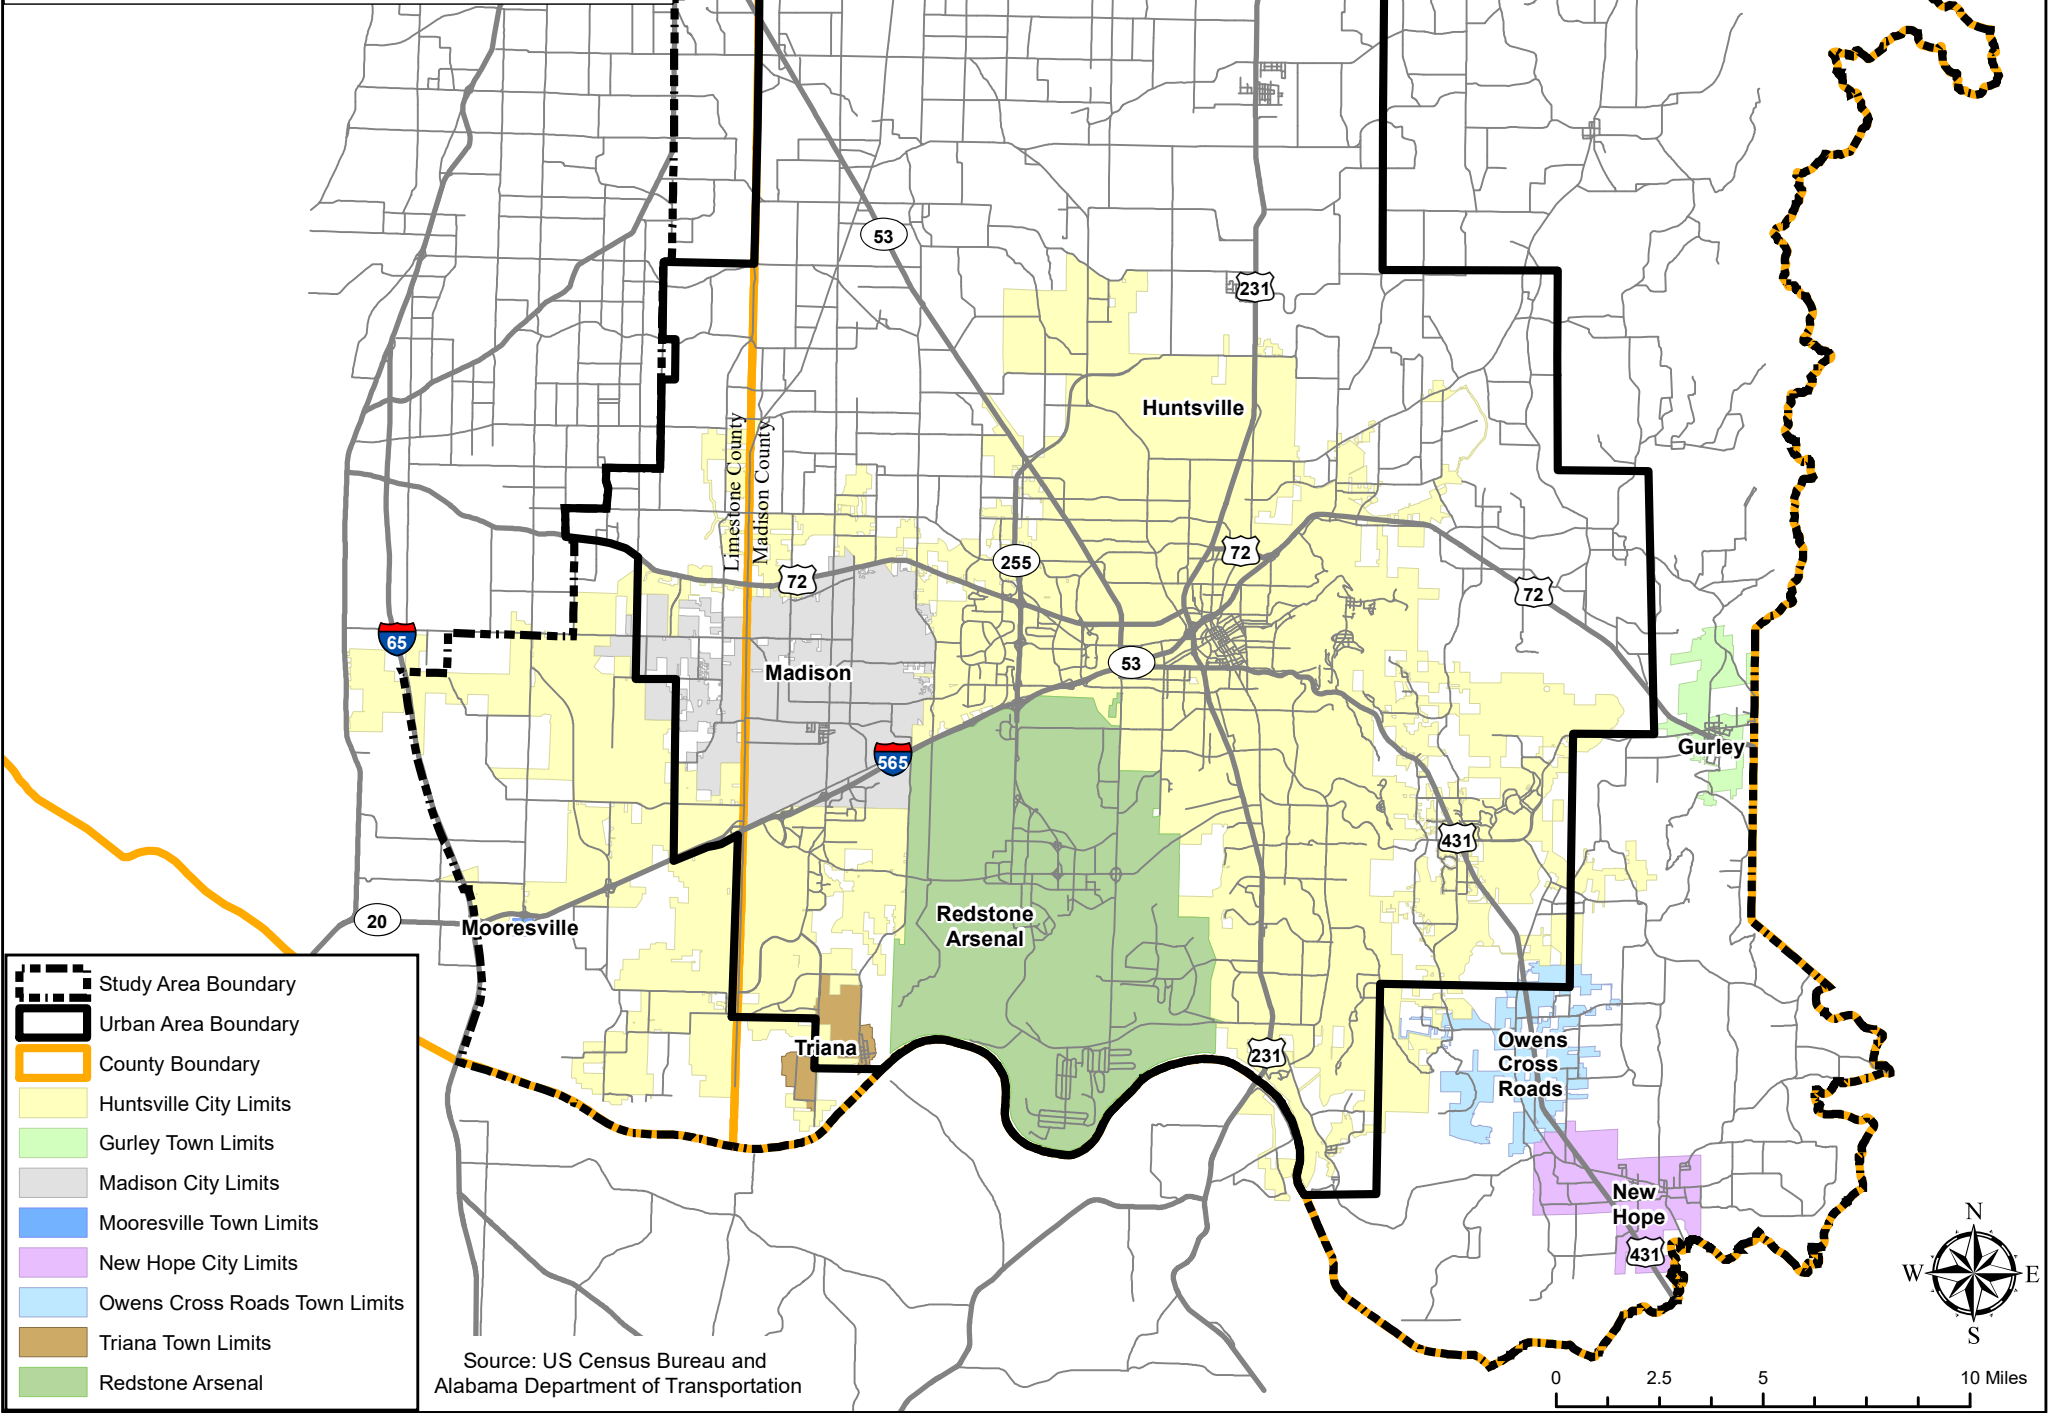 53
231
Huntsville
Limestone County
Madison County
72
255
72
72
65
53
Madison
565
Gurley
431
Redstone
Arsenal
20
Mooresville
Triana
231
Owens
Cross
Roads
New
Hope
431
Study Area Boundary
Urban Area Boundary
County Boundary
Huntsville City Limits
Gurley Town Limits
Madison City Limits
Mooresville Town Limits
New Hope City Limits
Owens Cross Roads Town Limits
Triana Town Limits
Redstone Arsenal
Source: US Census Bureau and
Alabama Department of Transportation
N
W E
S
0 2.5 5 10 Miles